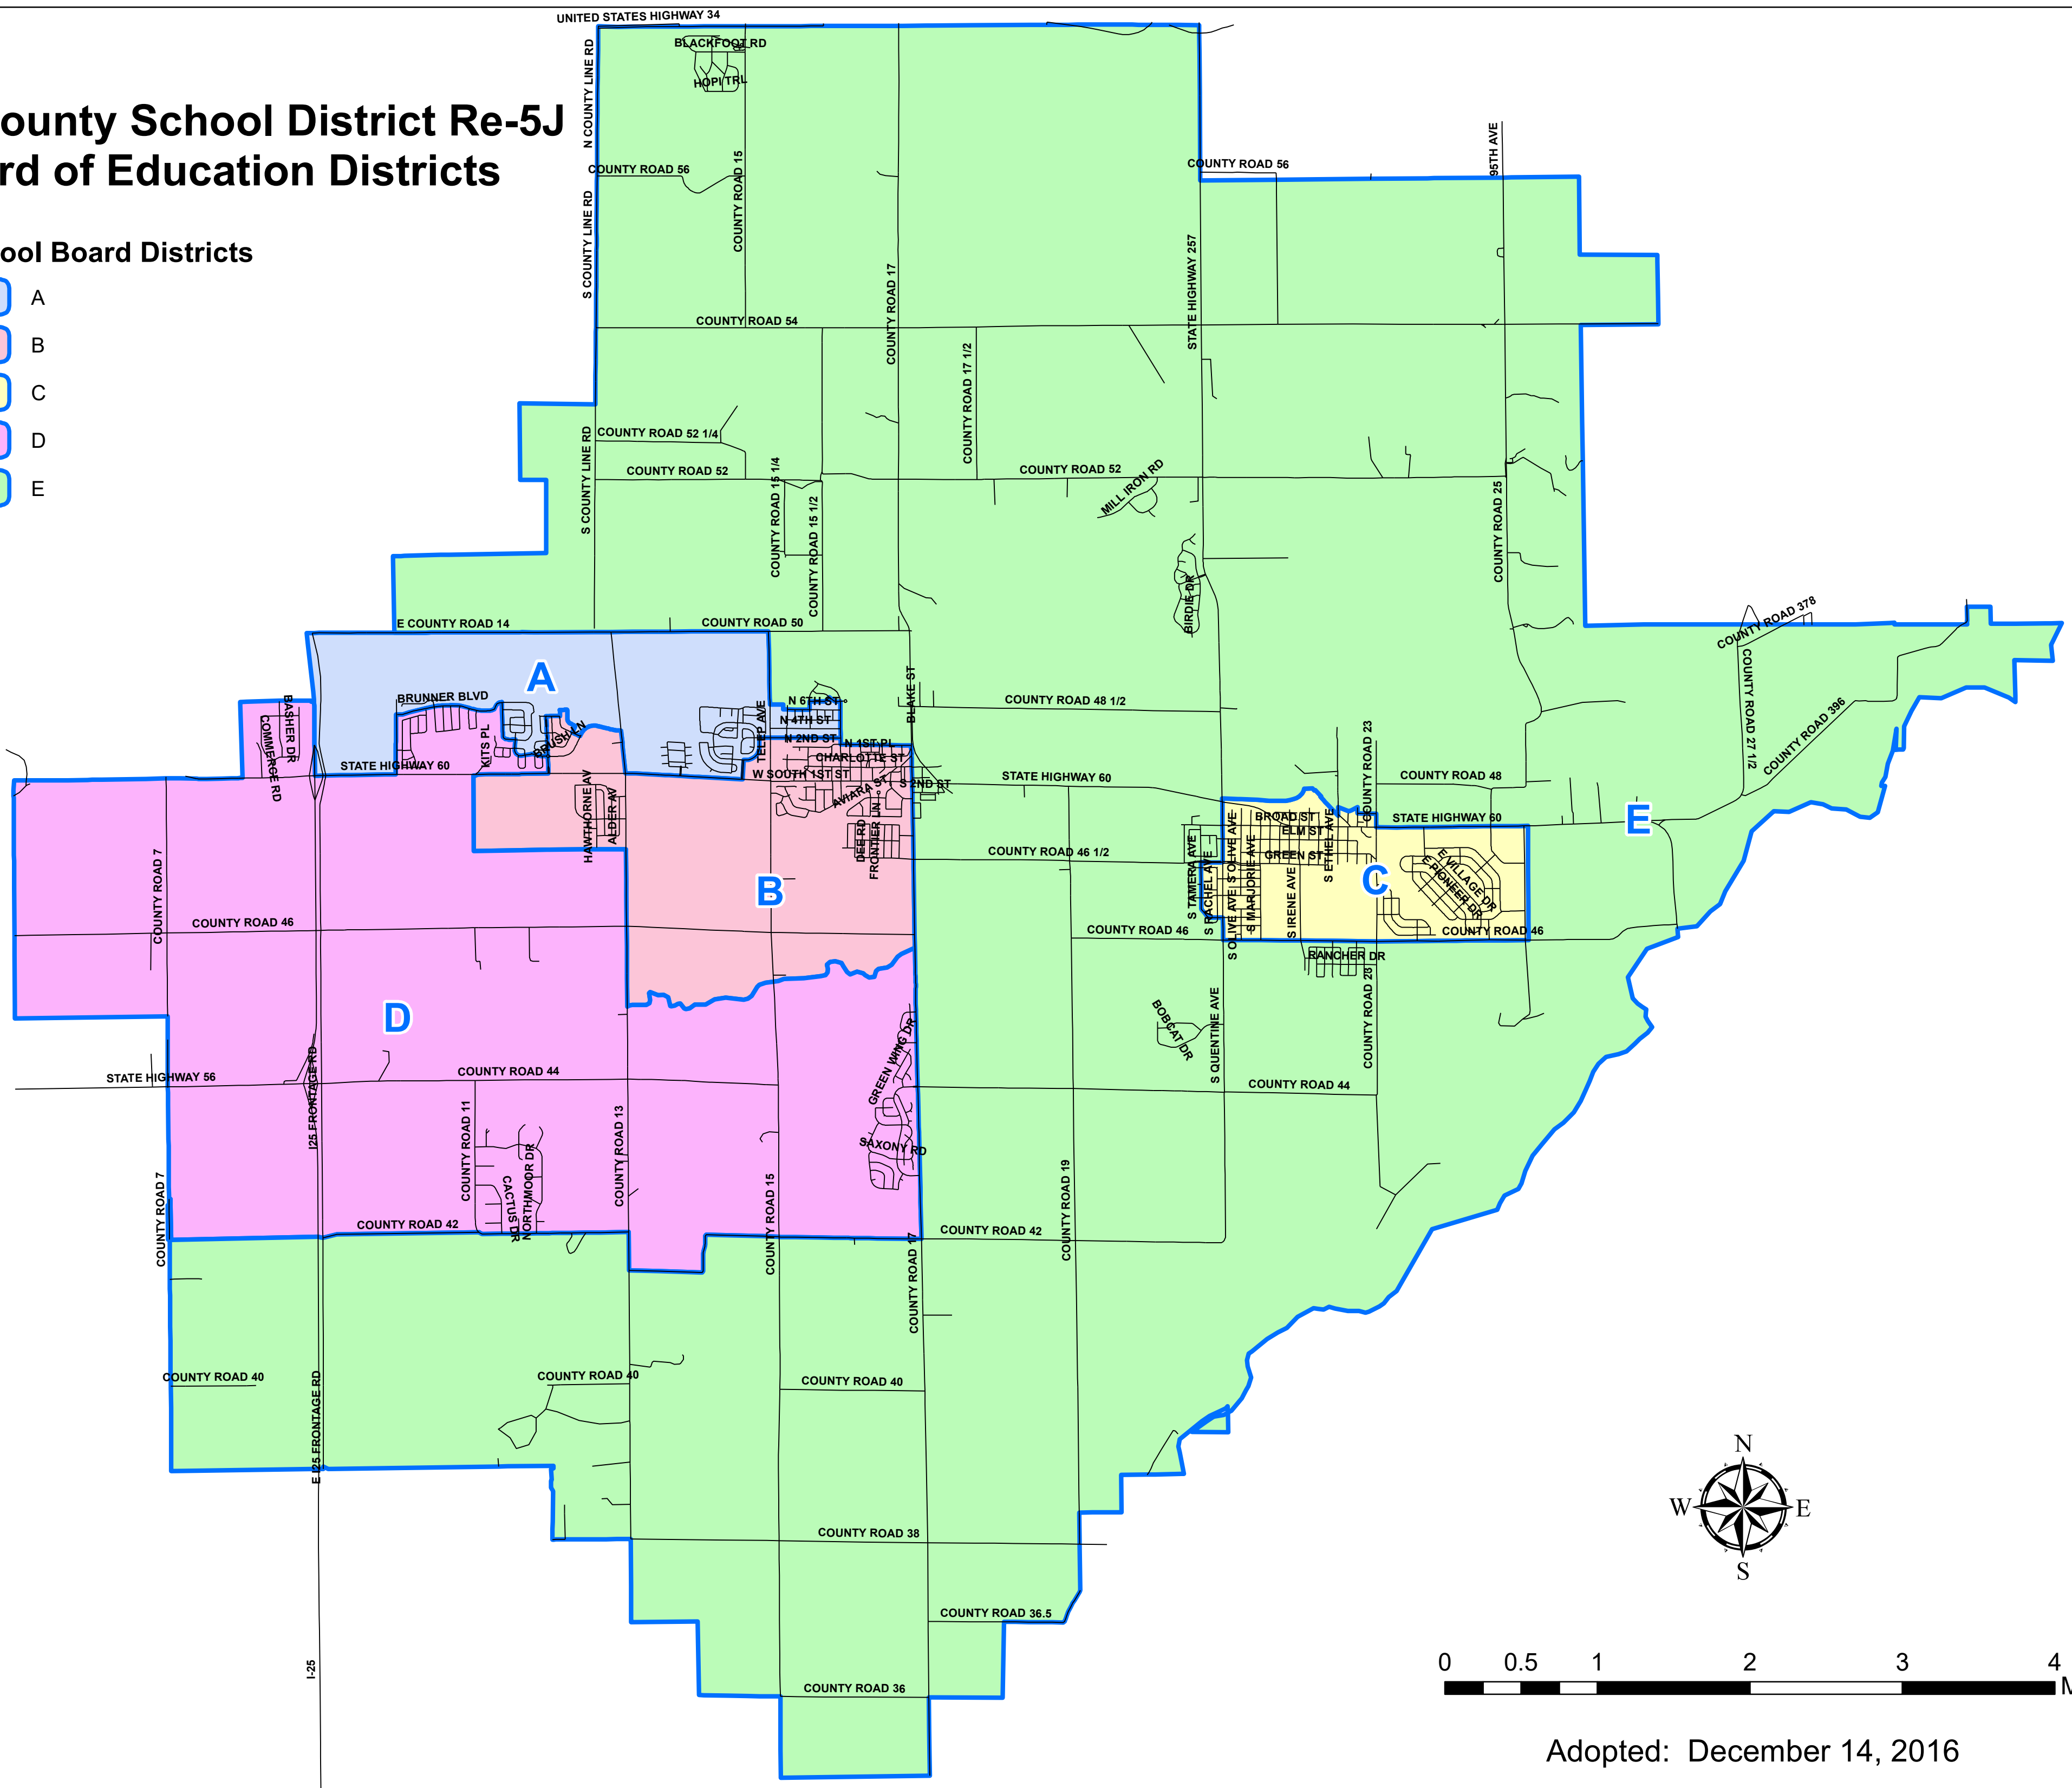 UNITED STATES HIGHWAY 34
BLACKFOOT RD
HOPI TRL
N COUNTY LINE RD
ounty School District Re-5J
rd of Education Districts
COUNTY ROAD 56
COUNTY ROAD 15
COUNTY ROAD 56
95TH AVE
S COUNTY LINE RD
ool Board Districts
A
B
C
D
E
COUNTY ROAD 17
STATE HIGHWAY 257
COUNTY ROAD 54
COUNTY ROAD 17 1/2
S COUNTY LINE RD
COUNTY ROAD 52 1/4
COUNTY ROAD 52
COUNTY ROAD 15 1/4
COUNTY ROAD 15 1/2
COUNTY ROAD 52
MILL IRON RD
COUNTY ROAD 25
BIRDIE DR
E COUNTY ROAD 14
COUNTY ROAD 50
COUNTY ROAD 378
COUNTY ROAD 27 1/2
COUNTY ROAD 396
A
BRUNNER BLVD
BASHER DR
COMMERCE RD
KITS PL
BRUSH LN
STATE HIGHWAY 60
TELEP AVE
N 6TH ST
N 4TH ST
N 2ND ST
N 1ST PL
CHARLOTTE ST
W SOUTH 1ST ST
AVIARA ST
S 2ND ST
BLAKE ST
COUNTY ROAD 48 1/2
STATE HIGHWAY 60
COUNTY ROAD 23
COUNTY ROAD 48
STATE HIGHWAY 60
E
HAWTHORNE AV
ALDER AV
DEE RD
FRONTIER LN
B
COUNTY ROAD 46 1/2
BROAD ST
ELM ST
GREEN ST
S TAMERA AVE
S RACHEL AVE
S OLIVE AVE
S OLIVE AVE
S MARJORIE AVE
S IRENE AVE
S ETHEL AVE
C
E VILLAGE DR
E PIONEER DR
COUNTY ROAD 7
COUNTY ROAD 46
COUNTY ROAD 46
COUNTY ROAD 46
RANCHER DR
COUNTY ROAD 23
D
BOBCAT DR
S QUENTINE AVE
GREEN WING DR
SAXONY RD
STATE HIGHWAY 56
I25 FRONTAGE RD
COUNTY ROAD 44
COUNTY ROAD 44
COUNTY ROAD 11
CACTUS DR
NORTHMOOR DR
COUNTY ROAD 13
COUNTY ROAD 7
COUNTY ROAD 42
COUNTY ROAD 15
COUNTY ROAD 17
COUNTY ROAD 42
COUNTY ROAD 19
COUNTY ROAD 40
E I25 FRONTAGE RD
COUNTY ROAD 40
COUNTY ROAD 40
COUNTY ROAD 38
COUNTY ROAD 36.5
I-25
COUNTY ROAD 36
N
W
E
S
0 0.5 1 2 3 4
M
Adopted: December 14, 2016